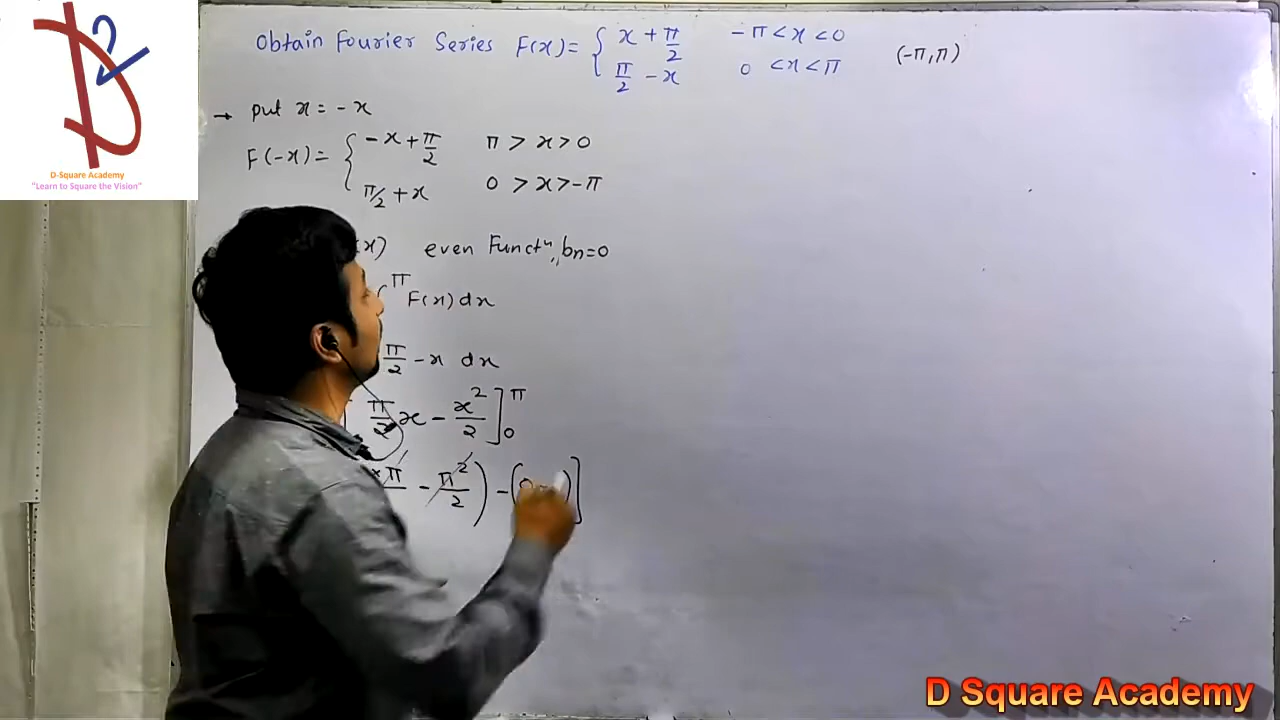 D-Square Academy
"Learn to Square the Vision"
Obtain Fourier Series F(x) = { x + π/2   -π < x < 0   (-π, π)
π/2 - x   0 < x < π
→ put x = - x
F(-x) = { -x + π/2   π > x > 0
π/2 + x   0 > x > -π
(x)   even Functⁿ,, bn=0
π F(x) dx
π/2 - x dx
π/2 x - x²/2 ]₀^π
×π - π²/2 ) - (0 )]
D Square Academy